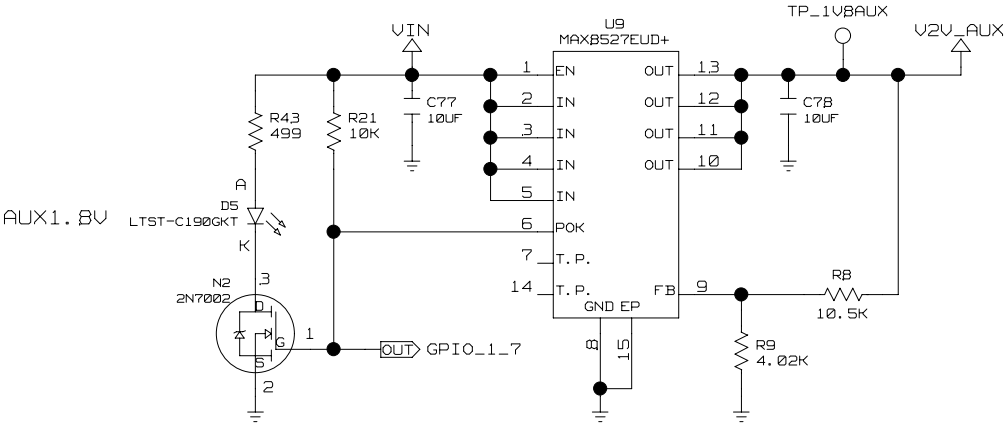 TP_1V8AUX
U9
VIN
MAX8527EUD+
V2V_AUX
1 EN OUT 13
R43
499
R21
10K
C77
10UF
2 IN OUT 12
C78
10UF
3 IN OUT 11
4 IN OUT 10
5 IN
A
D5
LTST-C190GKT
AUX1.8V
K
6 POK
7 T.P.
14 T.P. FB 9
R8
10.5K
N2
2N7002
3
D
G
S
1
2
GND EP
8
15
OUT GPIO_1_7
R9
4.02K